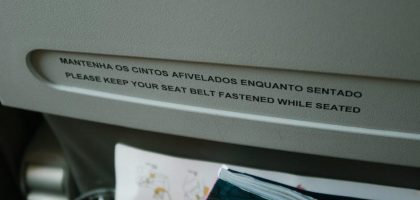 MANTENHA OS CINTOS AFIVELADOS ENQUANTO SENTADO
PLEASE KEEP YOUR SEAT BELT FASTENED WHILE SEATED